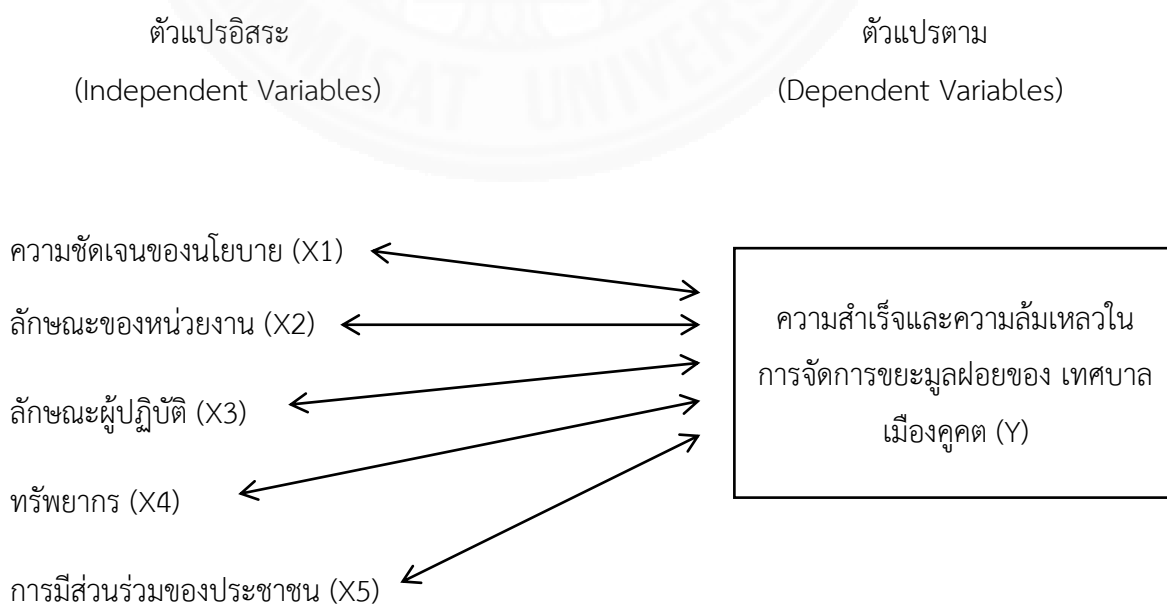 ตัวแปรอิสระ
(Independent Variables)
ตัวแปรตาม
(Dependent Variables)
ความชัดเจนของนโยบาย (X1)
ลักษณะของหน่วยงาน (X2)
ลักษณะผู้ปฏิบัติ (X3)
ทรัพยากร (X4)
การมีส่วนร่วมของประชาชน (X5)
ความสำเร็จและความล้มเหลวใน
การจัดการขยะมูลฝอยของ เทศบาล
เมืองคูคต (Y)